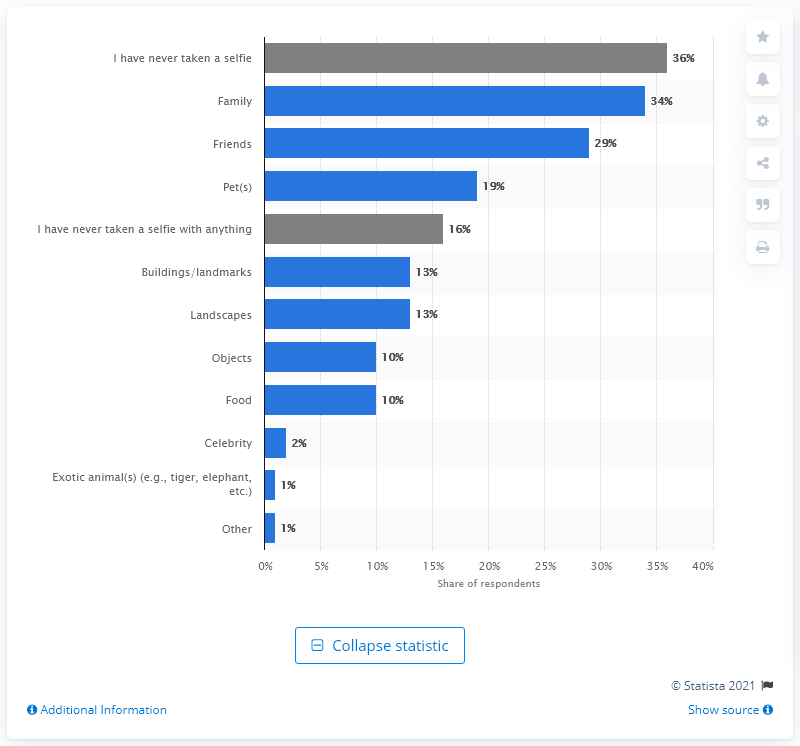 I have never taken a selfie 36%
Family 34%
Friends 29%
Pet(s) 19%
I have never taken a selfie with anything 16%
Buildings/landmarks 13%
Landscapes 13%
Objects 10%
Food 10%
Celebrity 2%
Exotic animal(s) (e.g., tiger, elephant,
etc.) 1%
Other 1%
0% 5% 10% 15% 20% 25% 30% 35% 40%
Share of respondents
Collapse statistic
© Statista 2021
Additional Information Show source